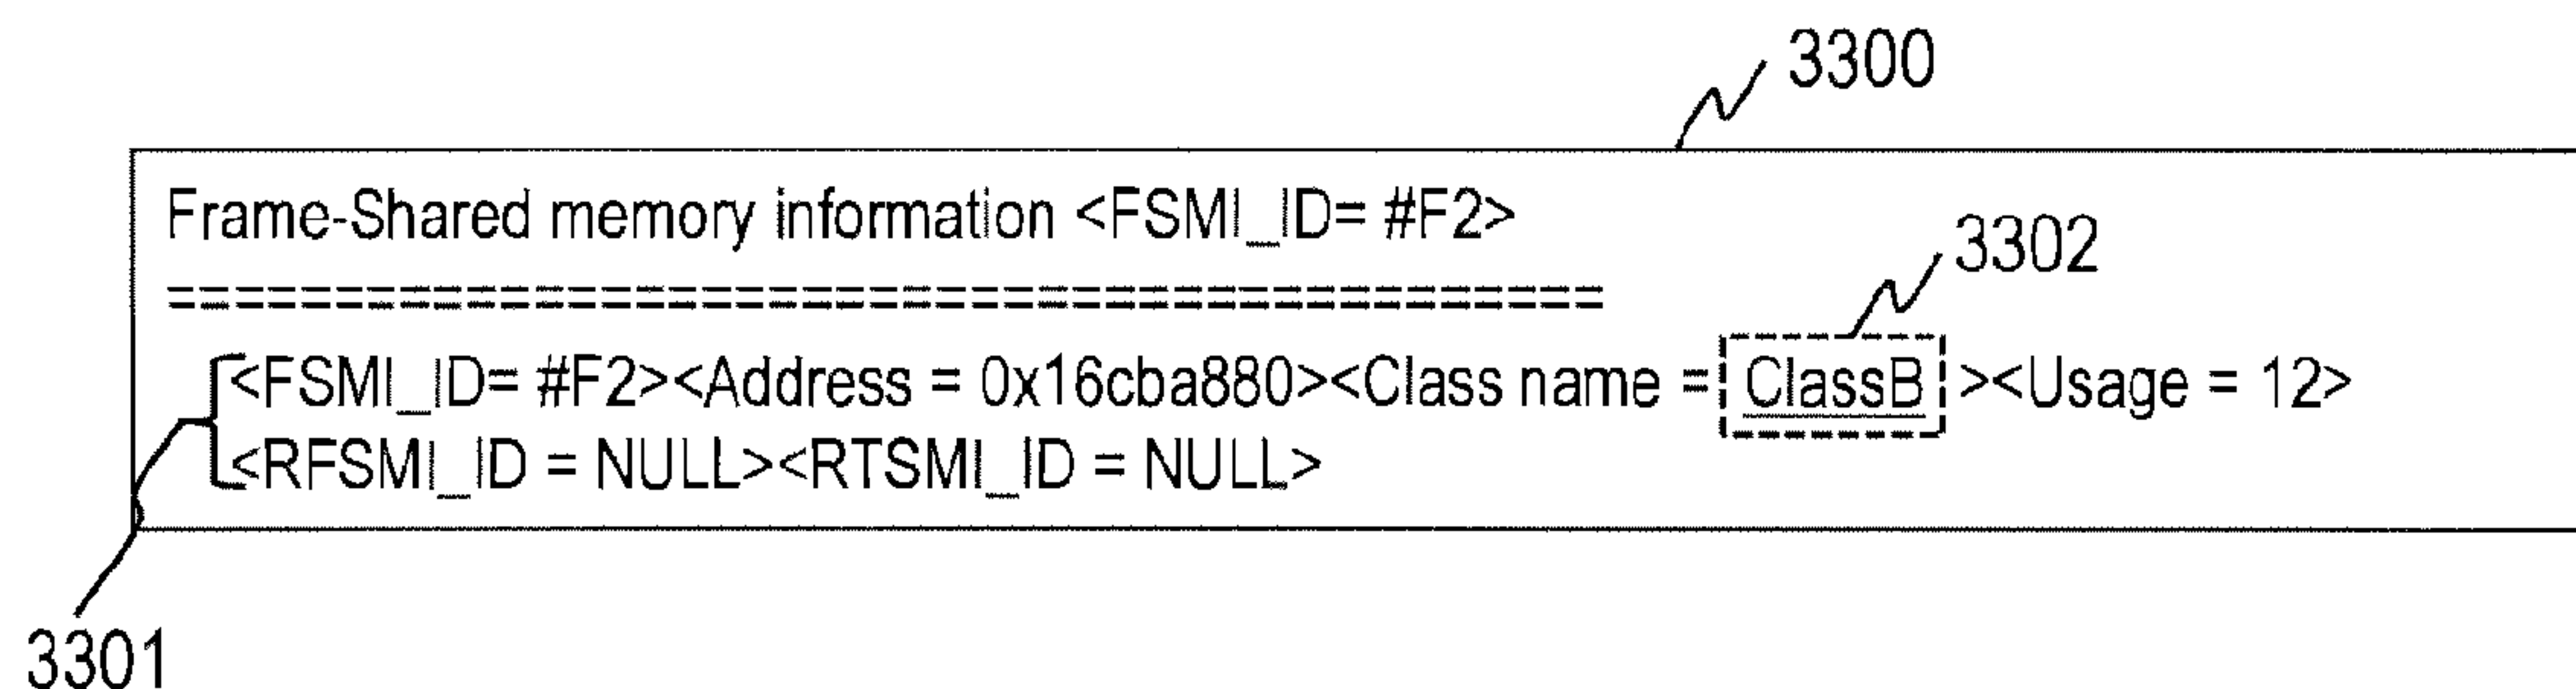 3300
Frame-Shared memory information <FSMI_ID= #F2>
3302
============================================
<FSMI_ID= #F2><Address = 0x16cba880><Class name = ClassB ><Usage = 12>
<RFSMI_ID = NULL><RTSMI_ID = NULL>
3301